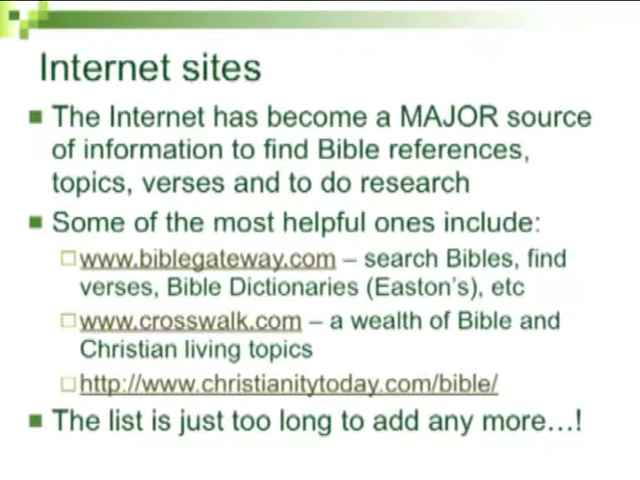 Internet sites
The Internet has become a MAJOR source
of information to find Bible references,
topics, verses and to do research
Some of the most helpful ones include:
www.biblegateway.com – search Bibles, find
verses, Bible Dictionaries (Easton's), etc
www.crosswalk.com – a wealth of Bible and
Christian living topics
http://www.christianitytoday.com/bible/
The list is just too long to add any more…!